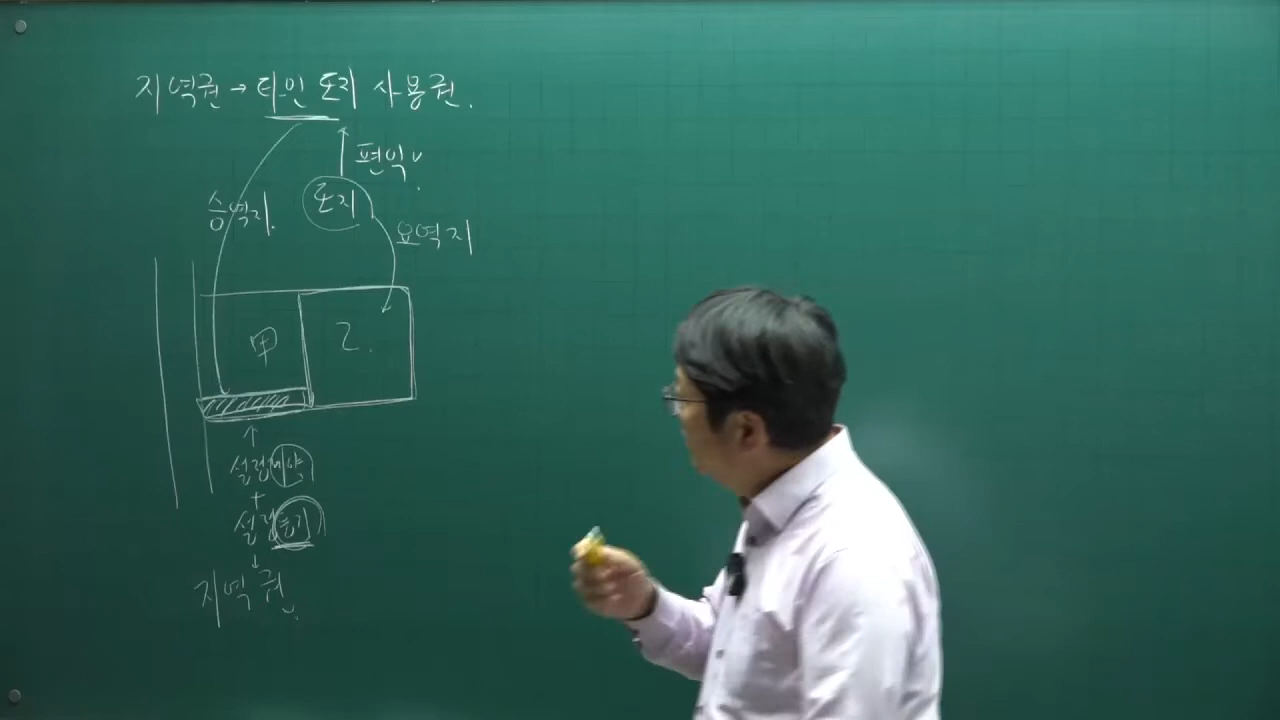 지역권 → 타인 토지 사용권.
편익
승역지.
토지
요역지
甲 乙.
↑
설정계약
+
설정등기
↓
지역권